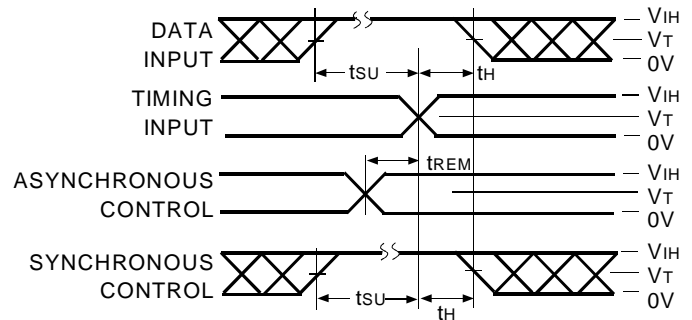 DATA
INPUT
tSU
tH
VIH
VT
0V
TIMING
INPUT
VIH
VT
0V
tREM
ASYNCHRONOUS
CONTROL
VIH
VT
0V
SYNCHRONOUS
CONTROL
tSU
tH
VIH
VT
0V